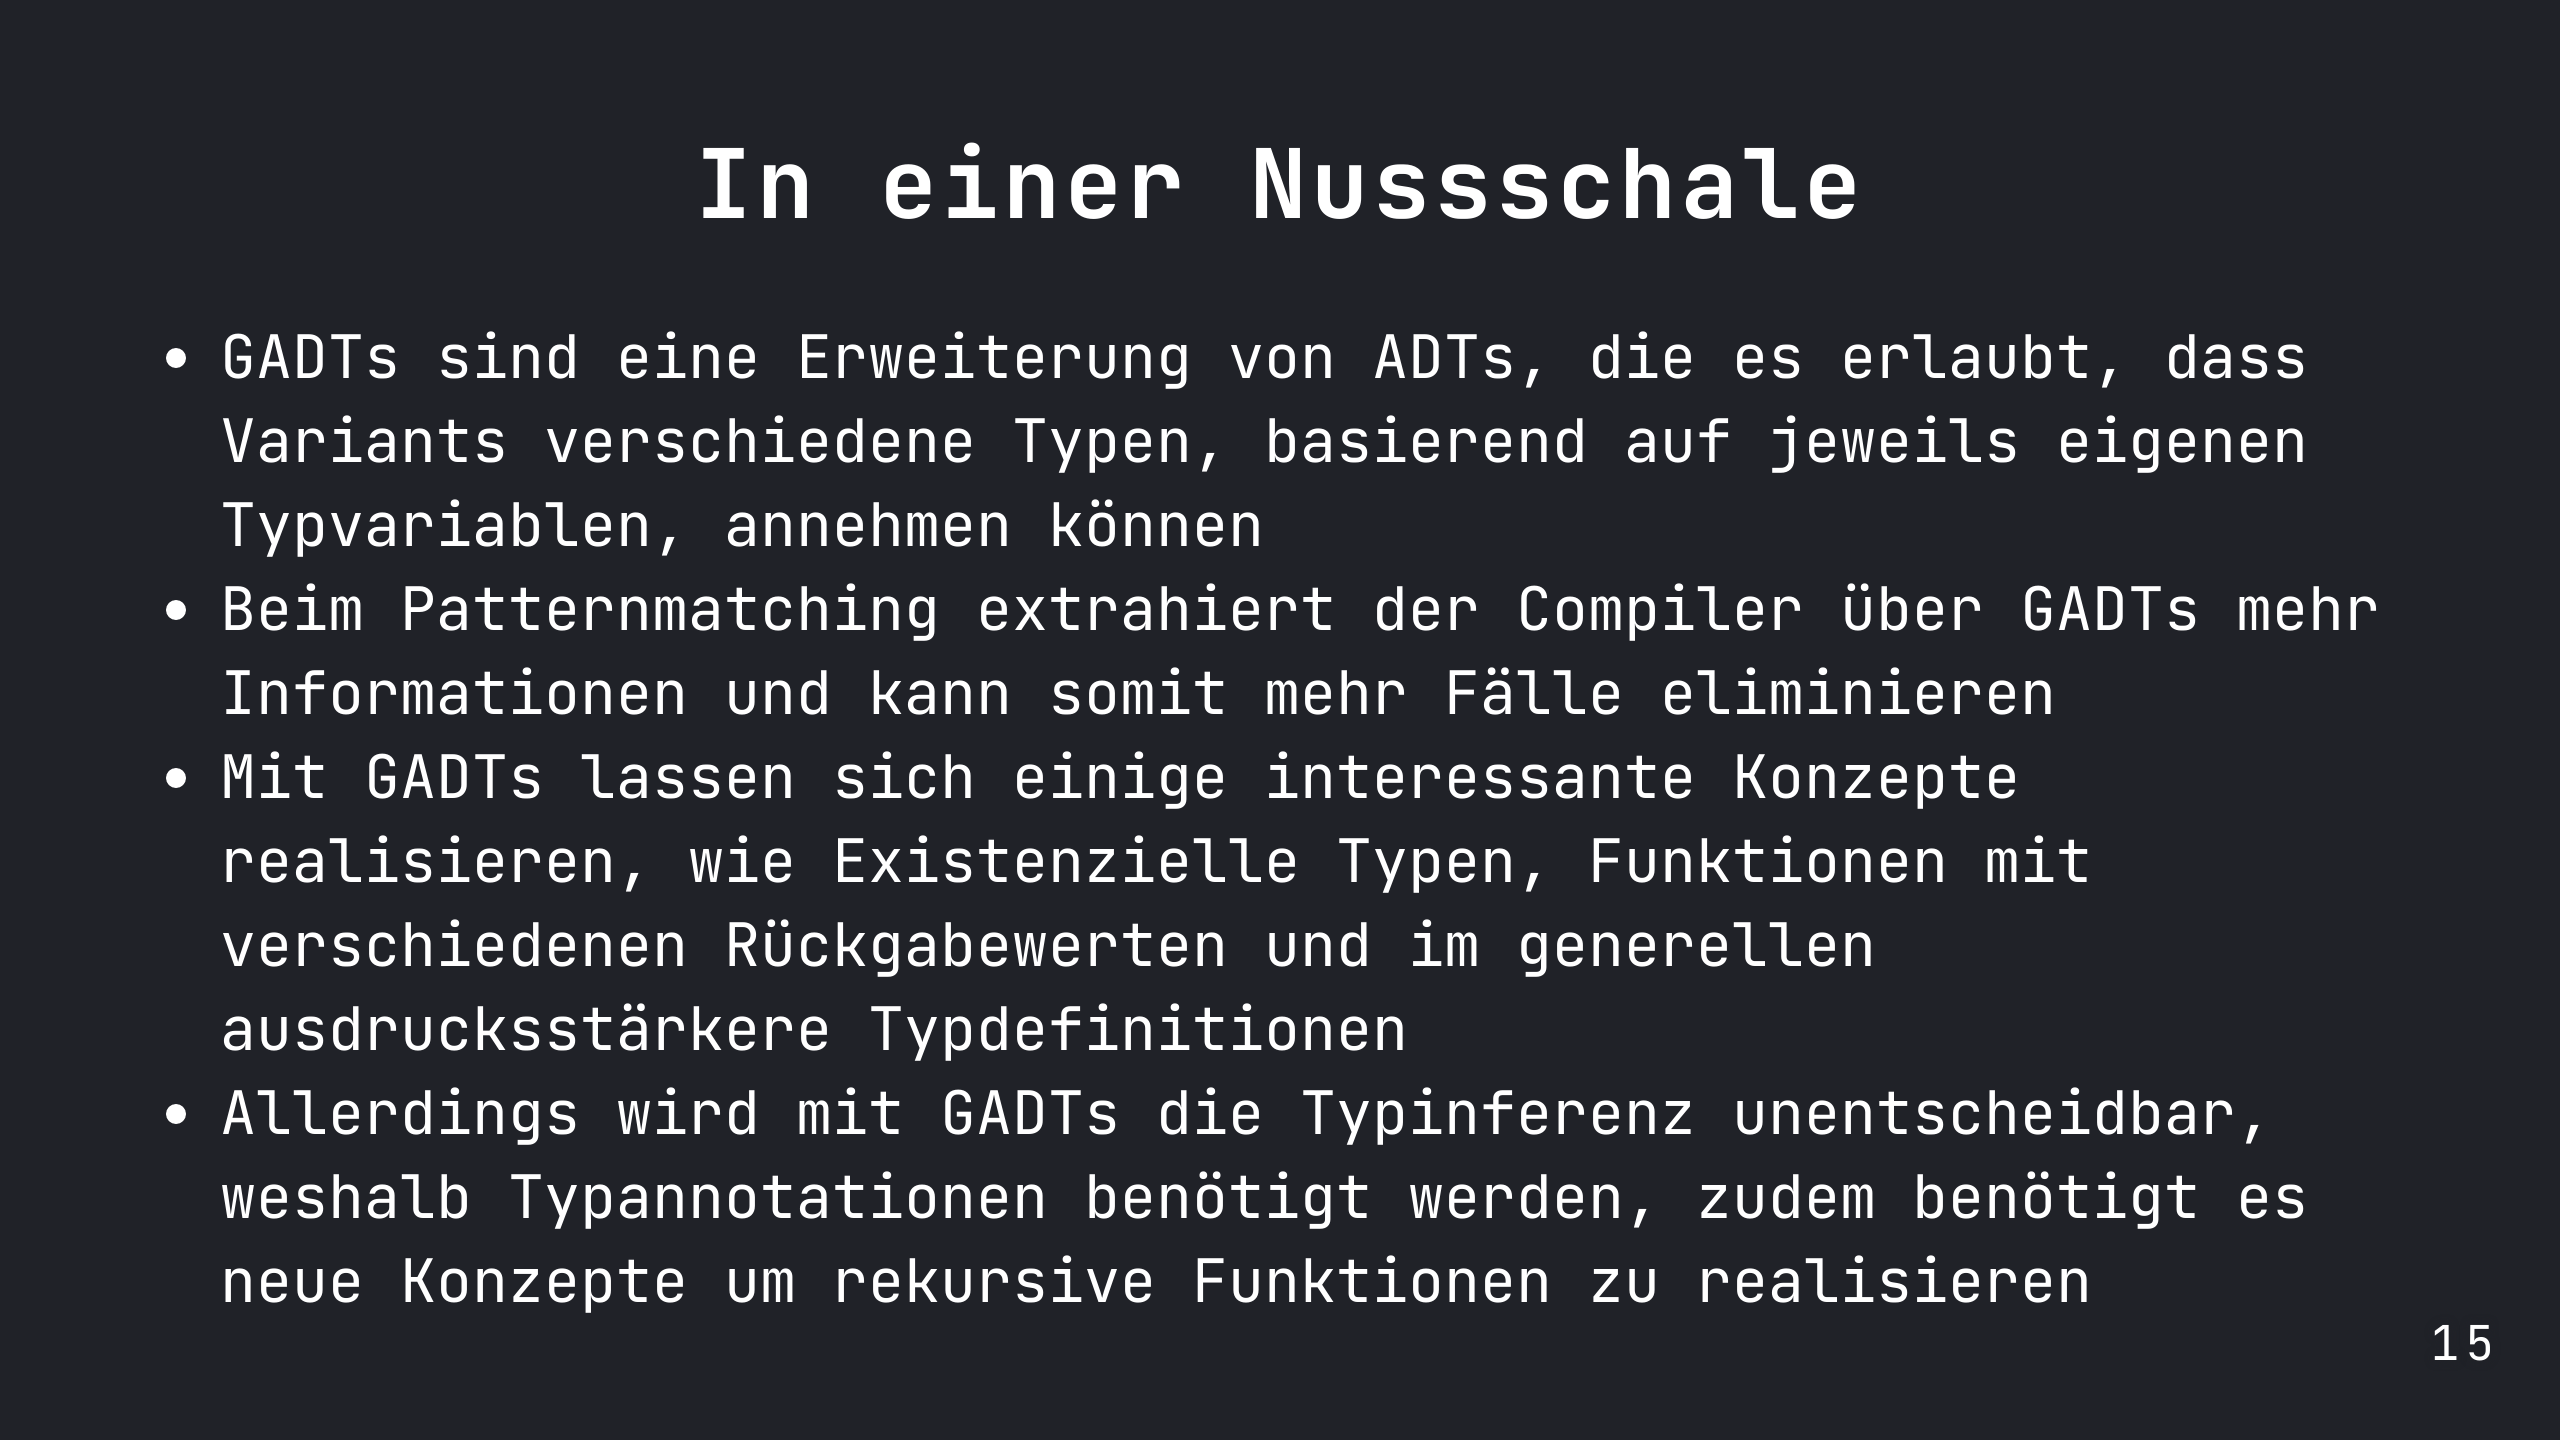 In einer Nussschale
• GADTs sind eine Erweiterung von ADTs, die es erlaubt, dass
Variants verschiedene Typen, basierend auf jeweils eigenen
Typvariablen, annehmen können
• Beim Patternmatching extrahiert der Compiler über GADTs mehr
Informationen und kann somit mehr Fälle eliminieren
• Mit GADTs lassen sich einige interessante Konzepte
realisieren, wie Existenzielle Typen, Funktionen mit
verschiedenen Rückgabewerten und im generellen
ausdrucksstärkere Typdefinitionen
• Allerdings wird mit GADTs die Typinferenz unentscheidbar,
weshalb Typannotationen benötigt werden, zudem benötigt es
neue Konzepte um rekursive Funktionen zu realisieren
15